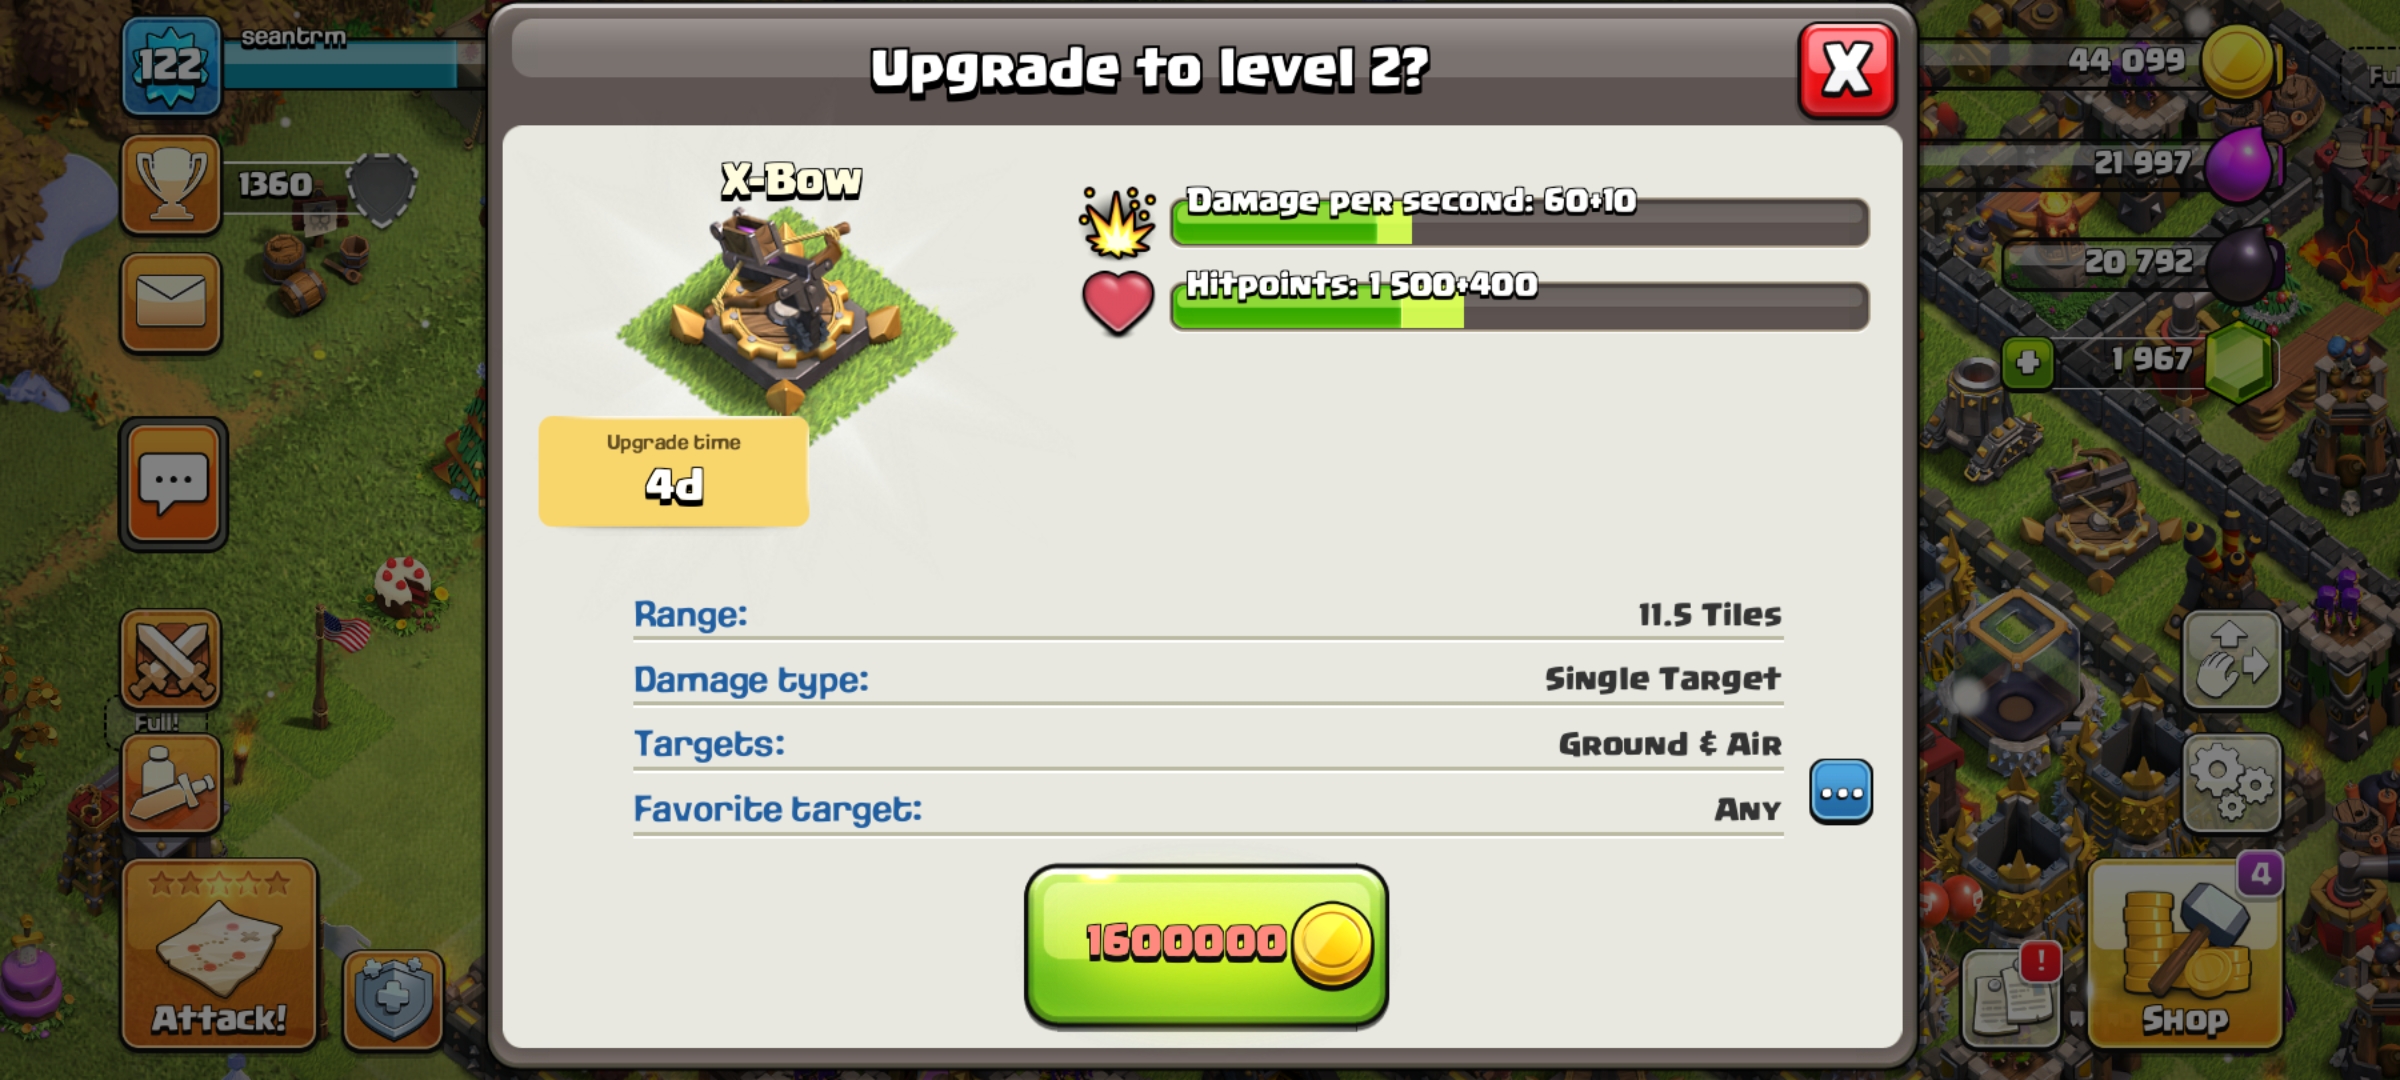 122
seantrm
Upgrade to level 2?
X
44 099
1360
X-Bow
Damage per second: 60+10
21 997
Hitpoints: 1 500+400
20 792
1 967
Upgrade time
4d
Range: 11.5 Tiles
Damage type: Single Target
Full!
Targets: Ground & Air
Favorite target: Any
1600000
4
!
Attack!
Shop